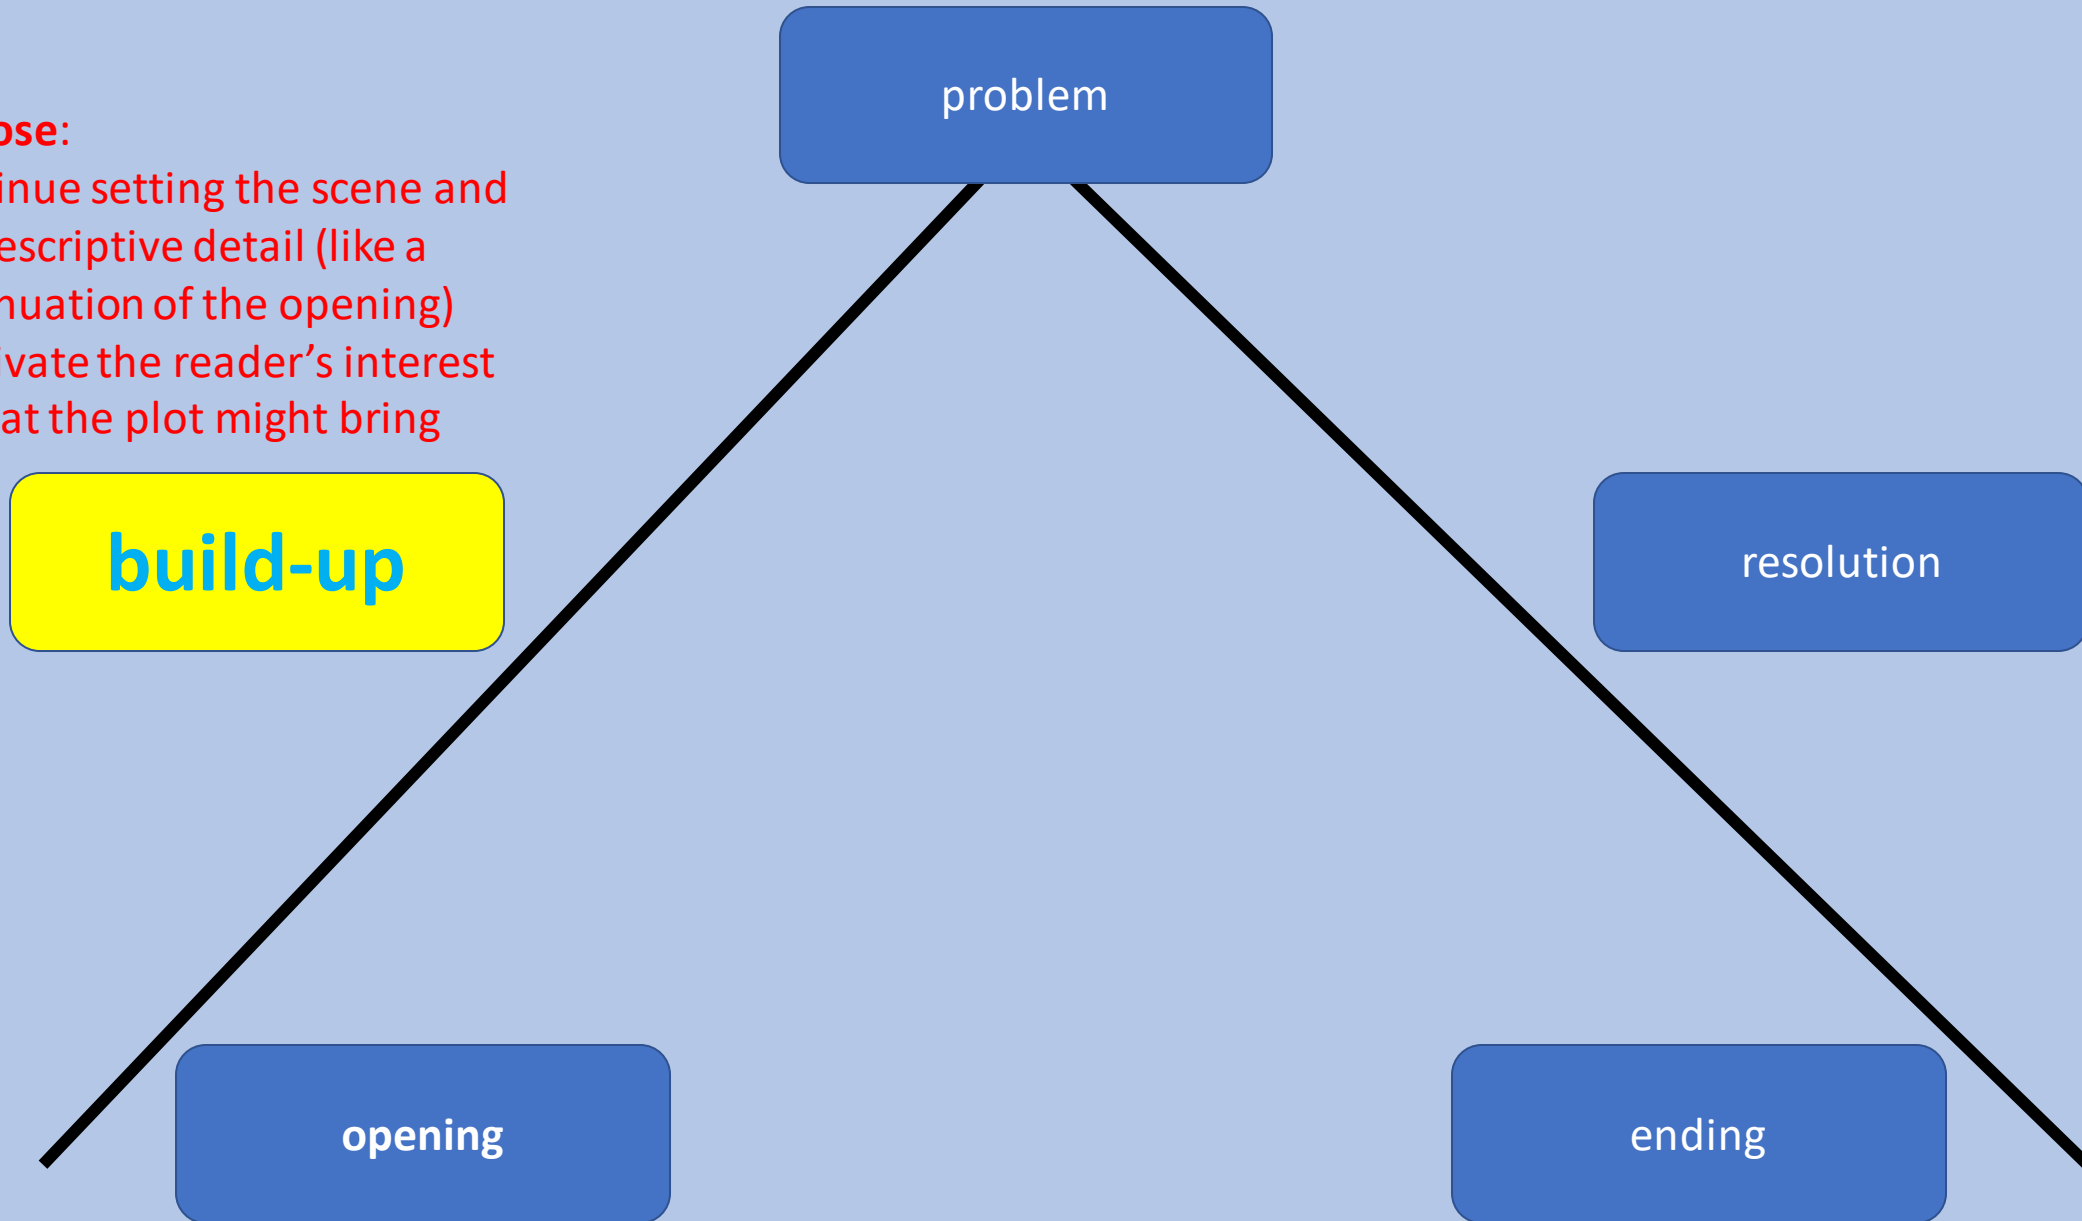 problem
ose:
inue setting the scene and
escriptive detail (like a
nuation of the opening)
ivate the reader’s interest
at the plot might bring
build-up
resolution
opening
ending